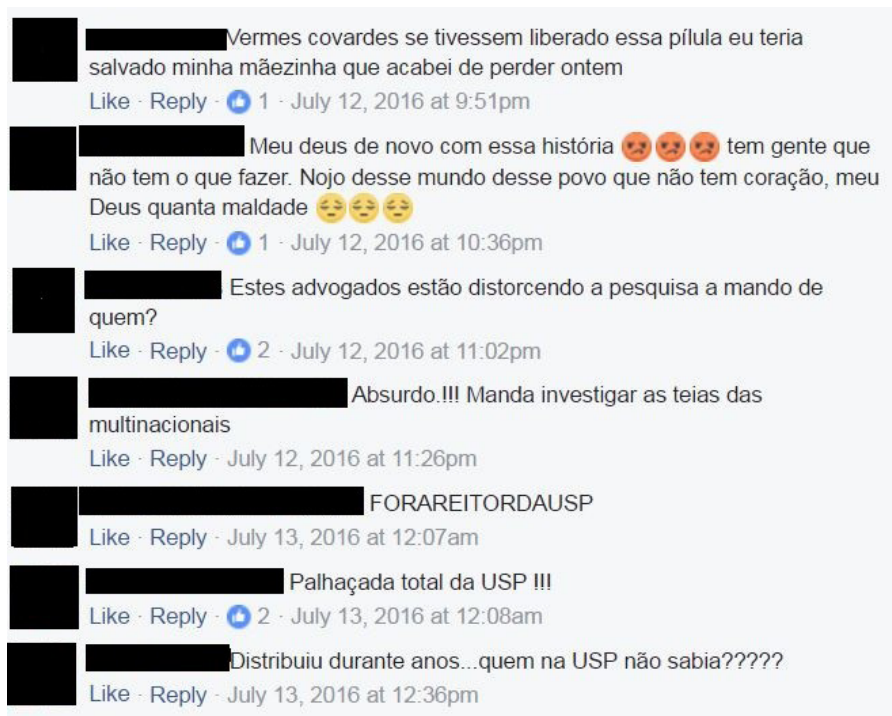 Vermes covardes se tivessem liberado essa pílula eu teria
salvado minha mãezinha que acabei de perder ontem
Like · Reply · 1 · July 12, 2016 at 9:51pm
Meu deus de novo com essa história 😡😡😡 tem gente que
não tem o que fazer. Nojo desse mundo desse povo que não tem coração, meu
Deus quanta maldade 😔😔😔
Like · Reply · 1 · July 12, 2016 at 10:36pm
Estes advogados estão distorcendo a pesquisa a mando de
quem?
Like · Reply · 2 · July 12, 2016 at 11:02pm
Absurdo.!!! Manda investigar as teias das
multinacionais
Like · Reply · July 12, 2016 at 11:26pm
FORAREITORDAUSP
Like · Reply · July 13, 2016 at 12:07am
Palhaçada total da USP !!!
Like · Reply · 2 · July 13, 2016 at 12:08am
Distribuiu durante anos...quem na USP não sabia?????
Like · Reply · July 13, 2016 at 12:36pm